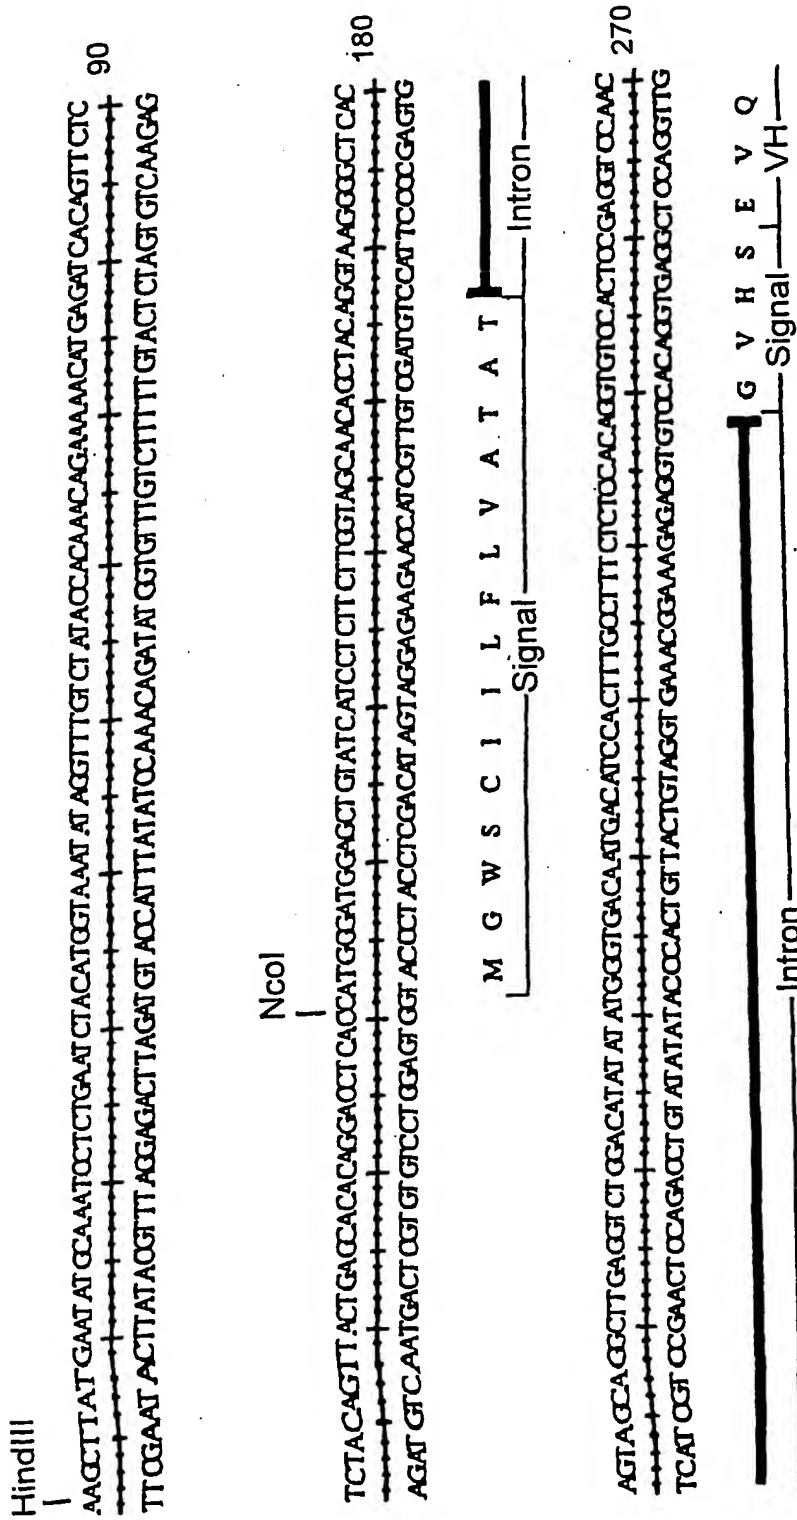 HindIII
AAGCTTATGAATATGCAAATCCTCTGAATCTACATGGTAAATATAGGTTTGTCTATACCACAAACAGAAAAACATGAGATCACAGTTCTC
90
TTCGAATACTTATACGTTTAGGAGACTTAGATGTACCATTTATATCCAAACAGATATGGTGTTTGTCTTTTTGTACTCTAGTGTCAAGAG
NcoI
TCTACAGTTACTGAGCACACAGGACCTCACCATGGGATGGAGCTGTATCATCCTCTTCTTGGTAGCAACAGCTACAGGTAAGGGGCTCAC
180
AGATGTCAATGACTCGTGTGTCCTGGAGTGGTACCCTACCTCGACATAGTAGGAGAAGAACCATCGTTGTCGATGTCCATTCCCCGAGTG
M G W S C I I L F L V A T A T
Signal Intron
AGTAGCAGGCTTGAGGTCTGGACATATATATGGGTGACAATGACATCCACTTTGCCTTTCTCTCCACAGGTGTCCACTCCGAGGTCCAAC
270
TCATCGTCCGAACTCCAGACCTGTATATATACCCACTGTTACTGTAGGTGAAACGGAAAGAGAGGTGTCCACAGGTGAGGCTCCAGGTTG
G V H S E V Q
Intron Signal VH